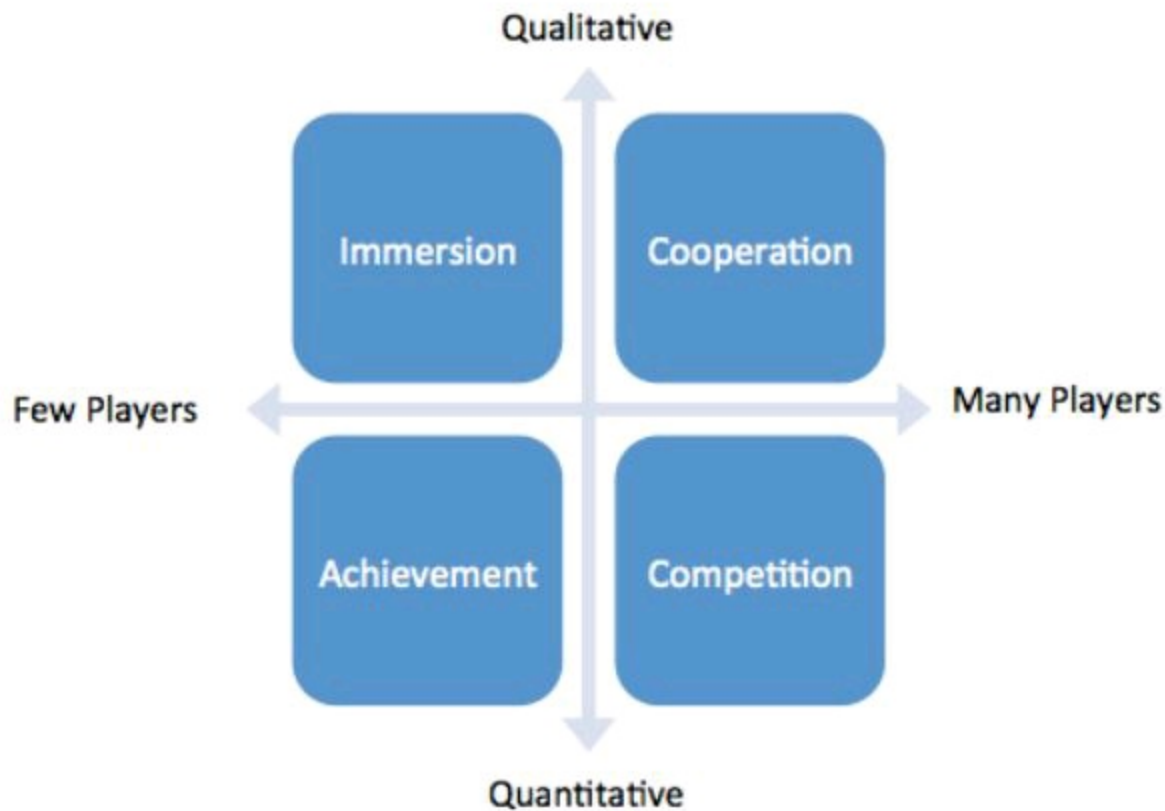 Qualitative
Immersion
Cooperation
Few Players
Many Players
Achievement
Competition
Quantitative